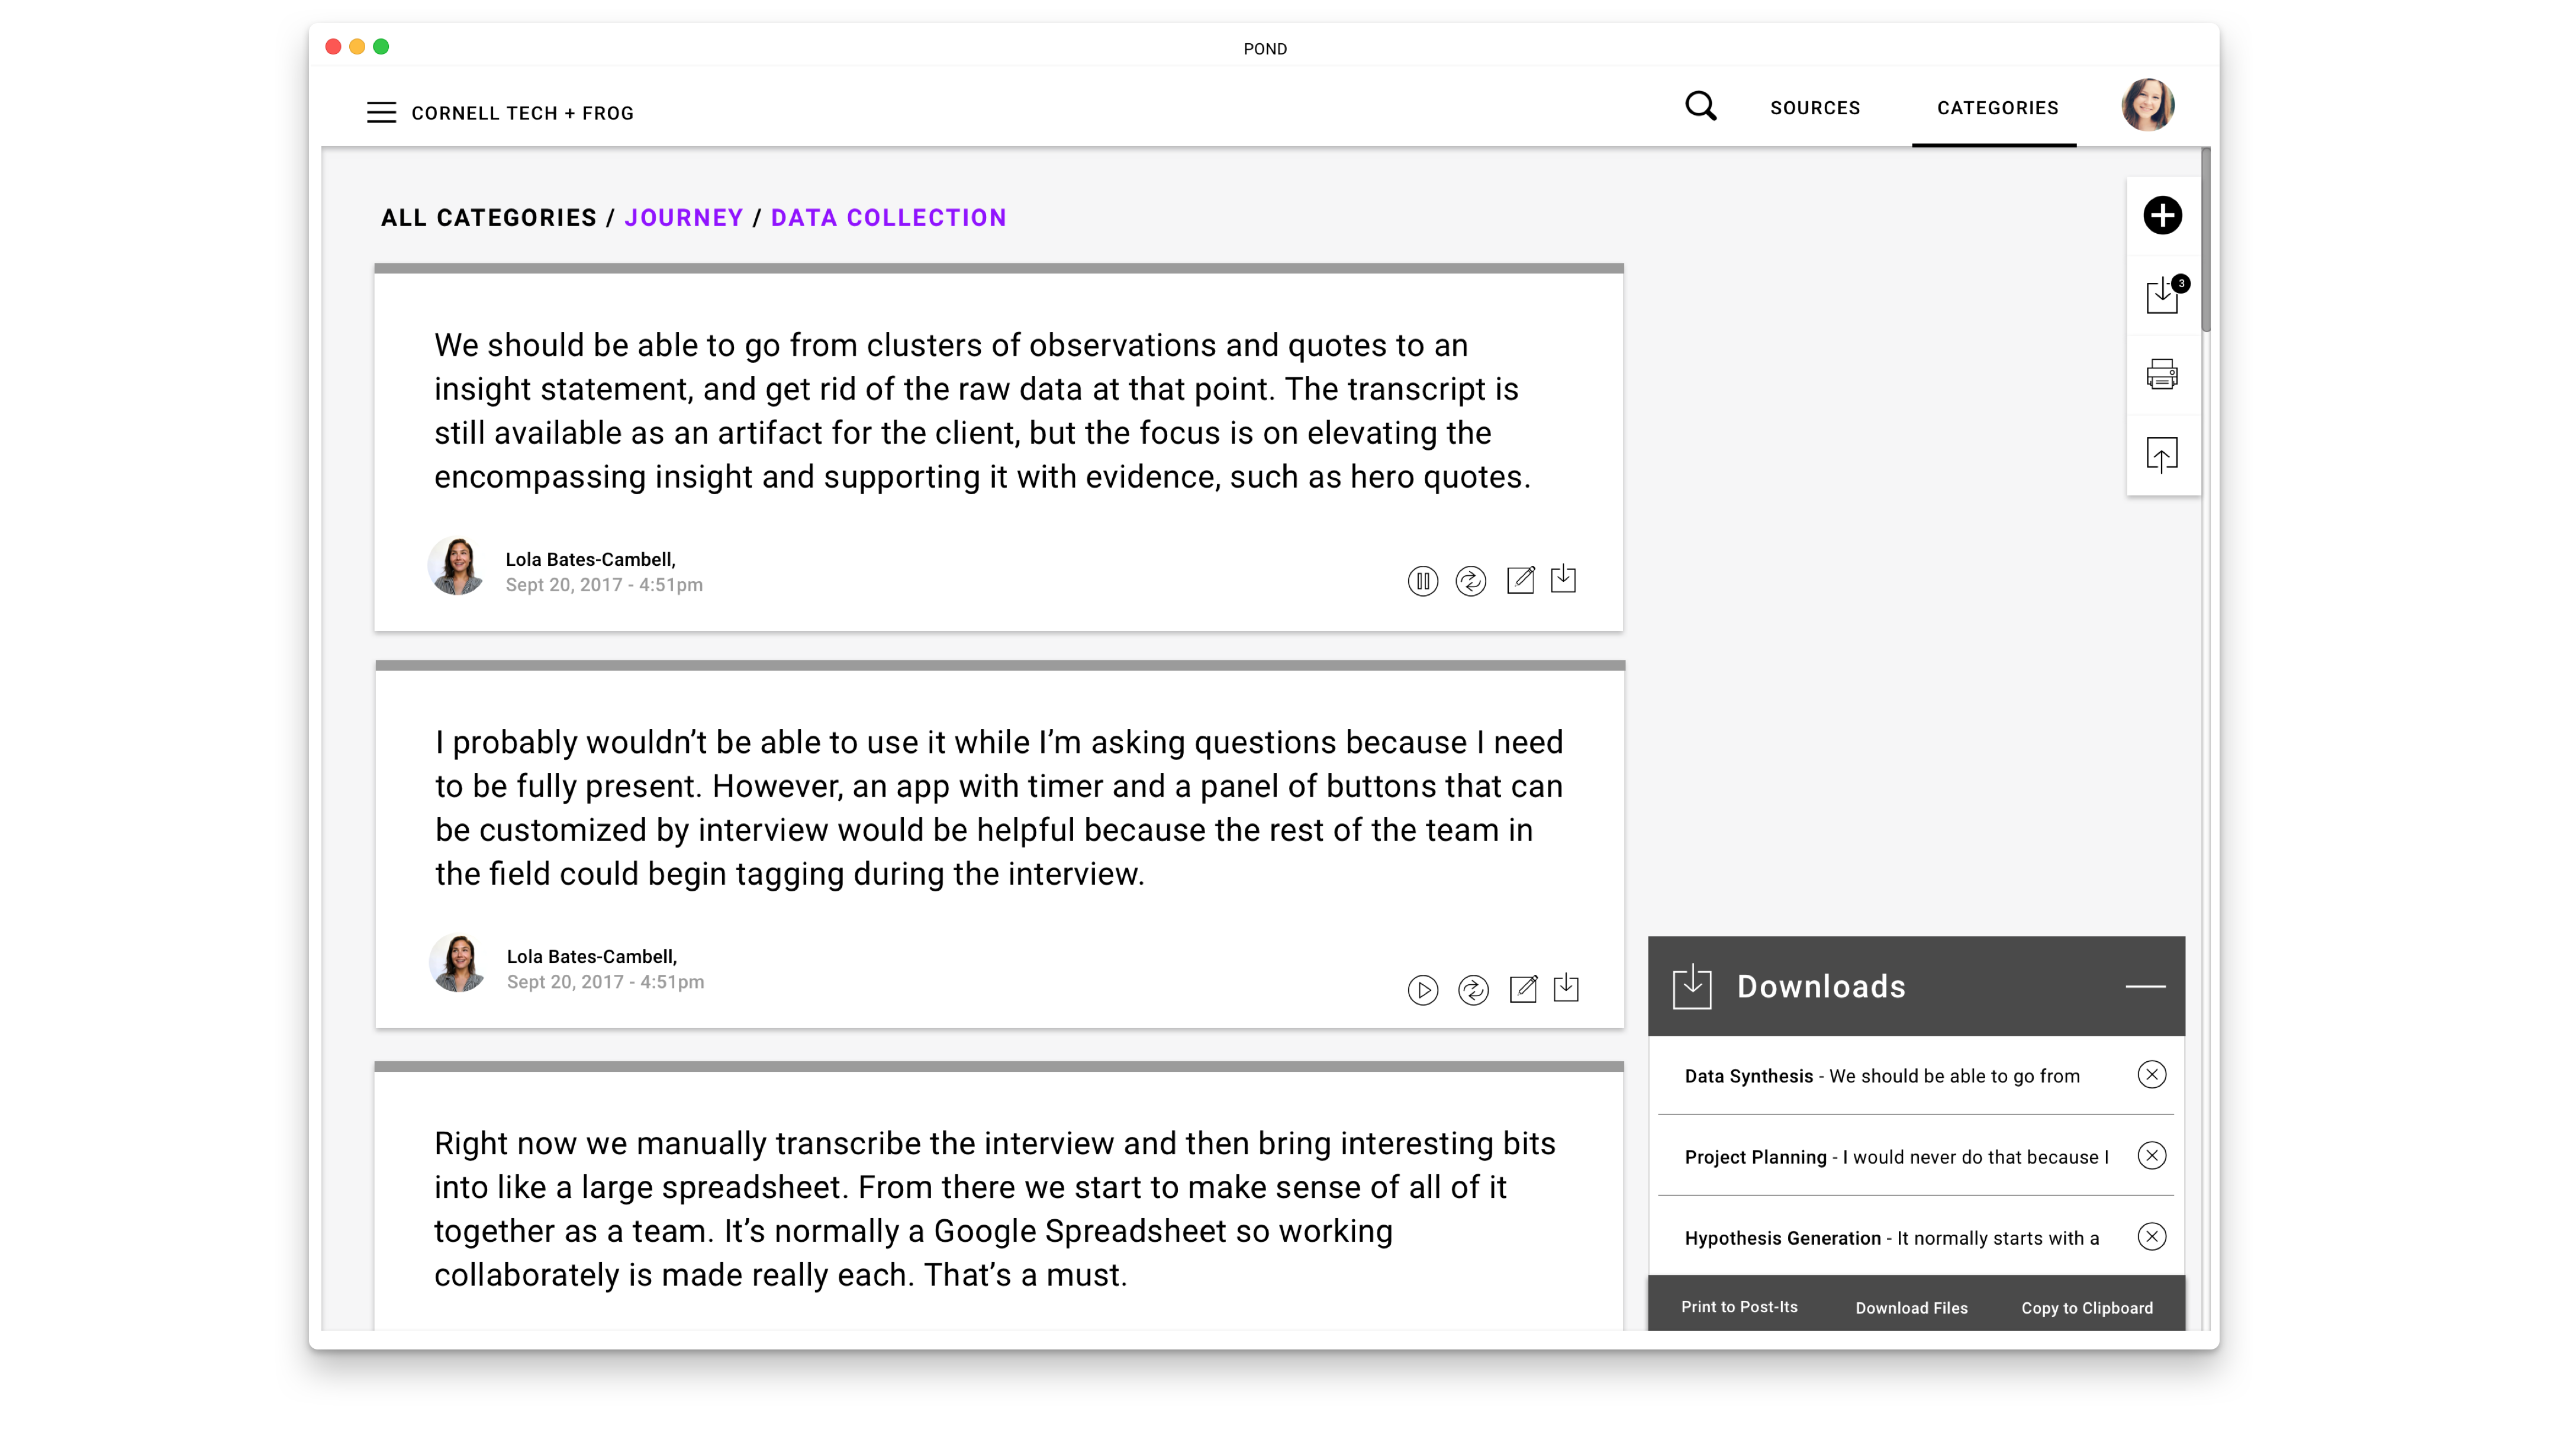 POND
CORNELL TECH + FROG
SOURCES
CATEGORIES
ALL CATEGORIES / JOURNEY / DATA COLLECTION
3
We should be able to go from clusters of observations and quotes to an
insight statement, and get rid of the raw data at that point. The transcript is
still available as an artifact for the client, but the focus is on elevating the
encompassing insight and supporting it with evidence, such as hero quotes.
Lola Bates-Cambell,
Sept 20, 2017 - 4:51pm
I probably wouldn’t be able to use it while I’m asking questions because I need
to be fully present. However, an app with timer and a panel of buttons that can
be customized by interview would be helpful because the rest of the team in
the field could begin tagging during the interview.
Lola Bates-Cambell,
Sept 20, 2017 - 4:51pm
Right now we manually transcribe the interview and then bring interesting bits
into like a large spreadsheet. From there we start to make sense of all of it
together as a team. It’s normally a Google Spreadsheet so working
collaborately is made really each. That’s a must.
Downloads
Data Synthesis - We should be able to go from
Project Planning - I would never do that because I
Hypothesis Generation - It normally starts with a
Print to Post-Its
Download Files
Copy to Clipboard